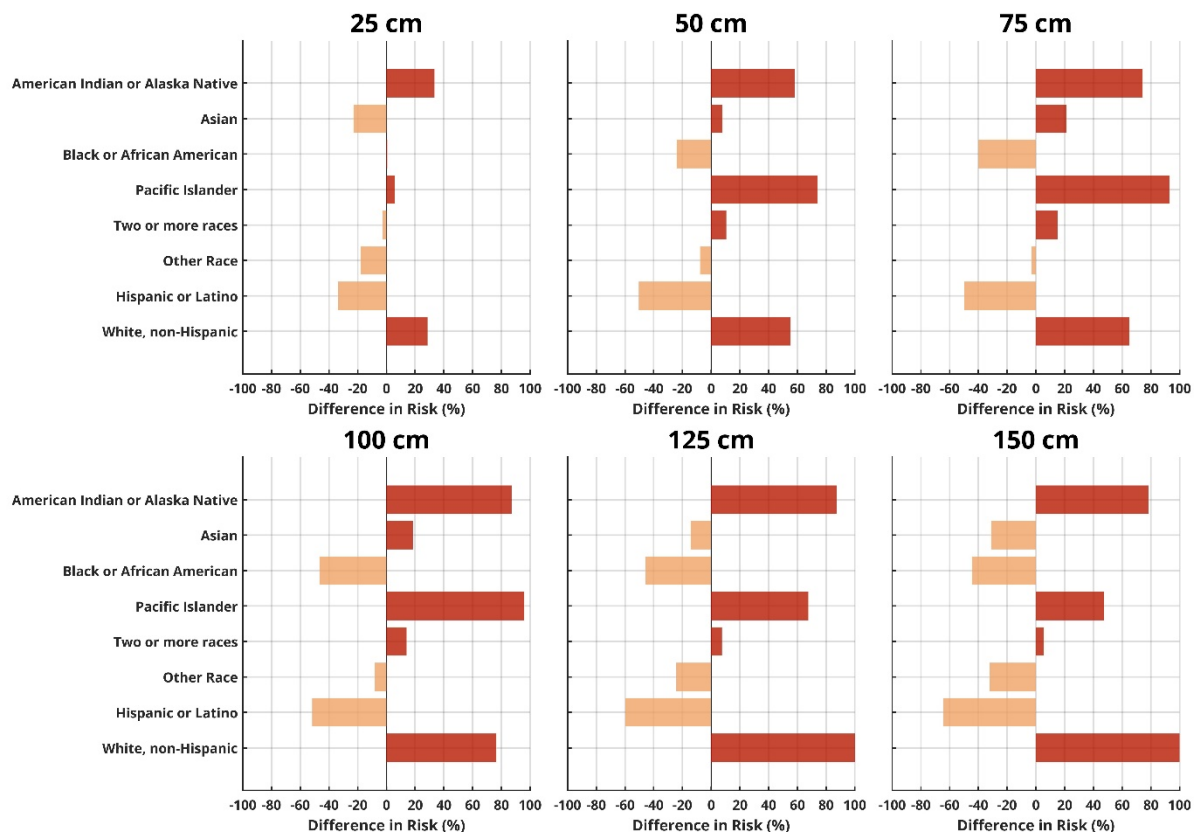 25 cm
50 cm
75 cm
American Indian or Alaska Native
Asian
Black or African American
Pacific Islander
Two or more races
Other Race
Hispanic or Latino
White, non-Hispanic
-100 -80 -60 -40 -20 0 20 40 60 80 100
-100 -80 -60 -40 -20 0 20 40 60 80 100
-100 -80 -60 -40 -20 0 20 40 60 80 100
Difference in Risk (%)
Difference in Risk (%)
Difference in Risk (%)
100 cm
125 cm
150 cm
American Indian or Alaska Native
Asian
Black or African American
Pacific Islander
Two or more races
Other Race
Hispanic or Latino
White, non-Hispanic
-100 -80 -60 -40 -20 0 20 40 60 80 100
-100 -80 -60 -40 -20 0 20 40 60 80 100
-100 -80 -60 -40 -20 0 20 40 60 80 100
Difference in Risk (%)
Difference in Risk (%)
Difference in Risk (%)